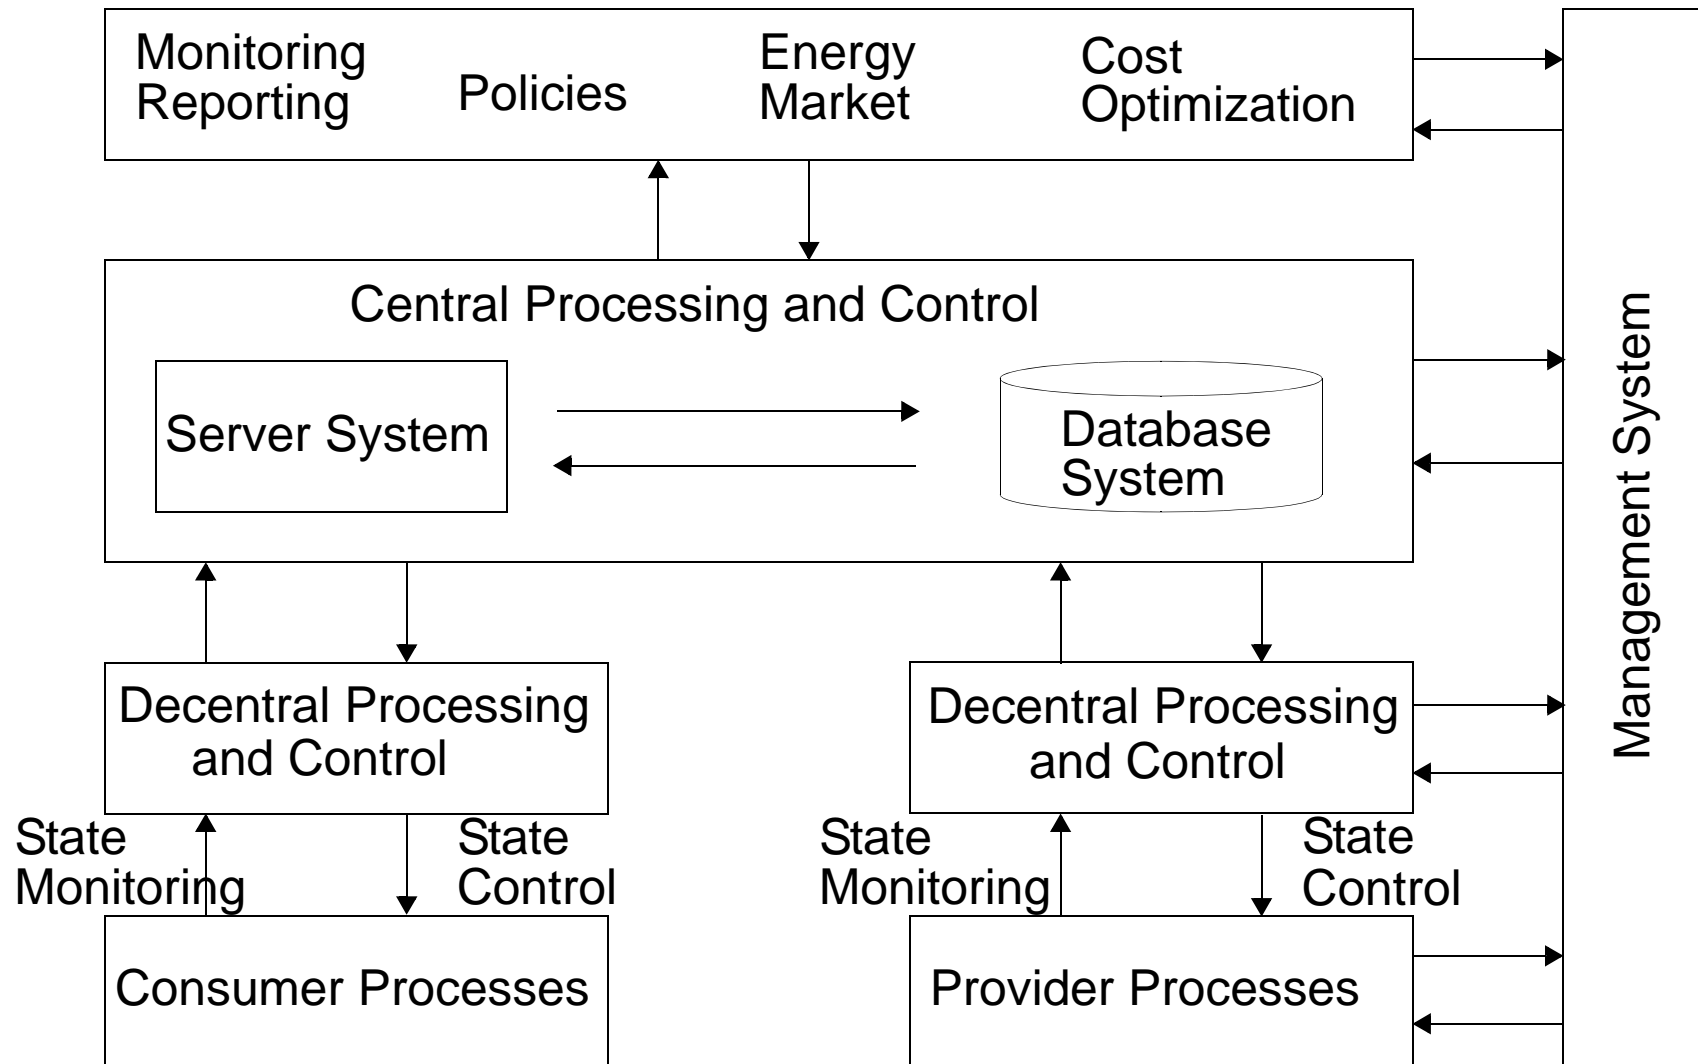 Monitoring
Reporting
Policies
Energy
Market
Cost
Optimization
Central Processing and Control
Server System
Database
System
Management System
Decentral Processing
and Control
Decentral Processing
and Control
State
Monitoring
State
Control
State
Monitoring
State
Control
Consumer Processes
Provider Processes